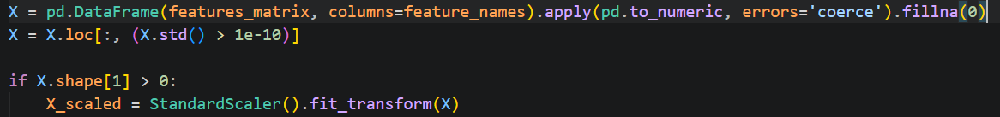 X = pd.DataFrame(features_matrix, columns=feature_names).apply(pd.to_numeric, errors='coerce').fillna(0)
X = X.loc[:, (X.std() > 1e-10)]
if X.shape[1] > 0:
    X_scaled = StandardScaler().fit_transform(X)